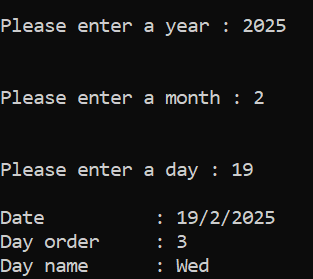 Please enter a year : 2025
Please enter a month : 2
Please enter a day : 19
Date : 19/2/2025
Day order : 3
Day name : Wed